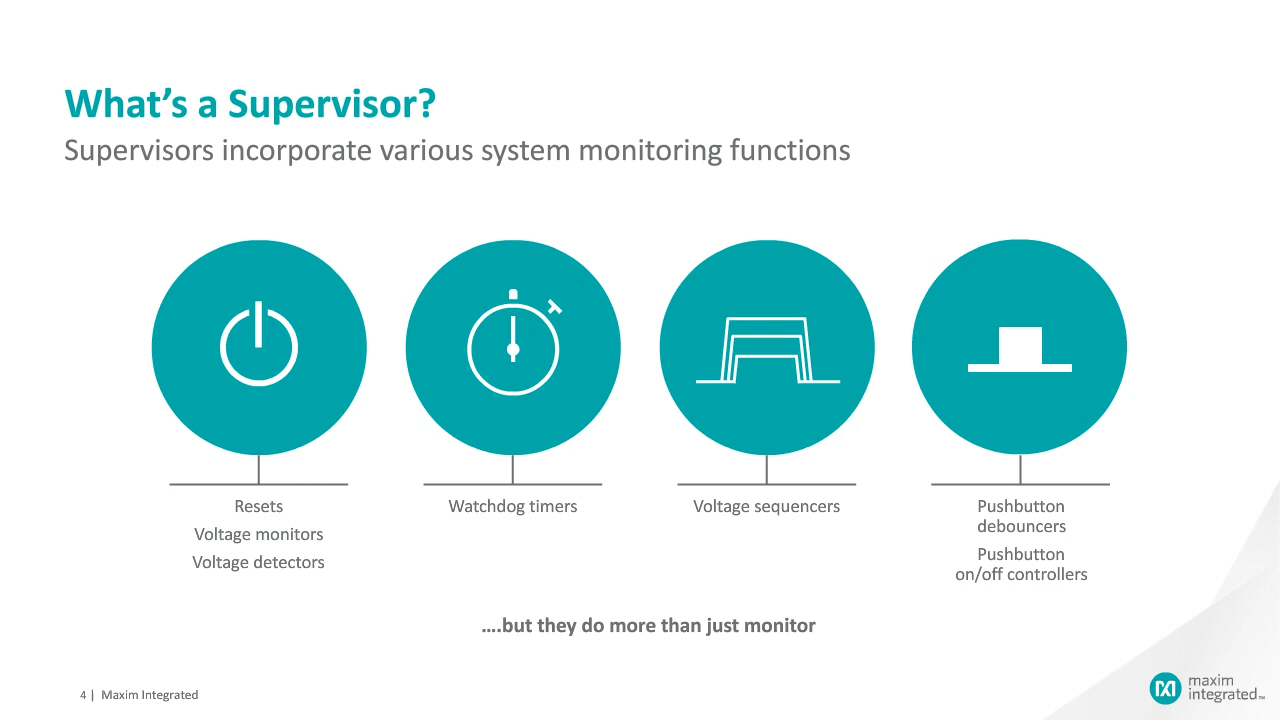 What’s a Supervisor?
Supervisors incorporate various system monitoring functions
Resets
Voltage monitors
Voltage detectors
Watchdog timers
Voltage sequencers
Pushbutton
debouncers
Pushbutton
on/off controllers
….but they do more than just monitor
4 | Maxim Integrated
maxim
integrated™